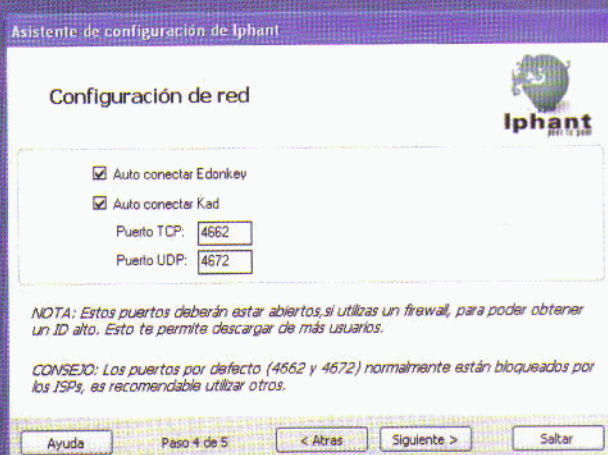 Asistente de configuración de Iphant
Configuración de red
Iphant
peer to peer
Auto conectar Edonkey
Auto conectar Kad
Puerto TCP: 4662
Puerto UDP: 4672
NOTA: Estos puertos deberán estar abiertos,si utilizas un firewall, para poder obtener
un ID alto. Esto te permite descargar de más usuarios.
CONSEJO: Los puertos por defecto (4662 y 4672) normalmente están bloqueados por
los ISPs, es recomendable utilizar otros.
Ayuda Paso 4 de 5 < Atras Siguiente > Saltar